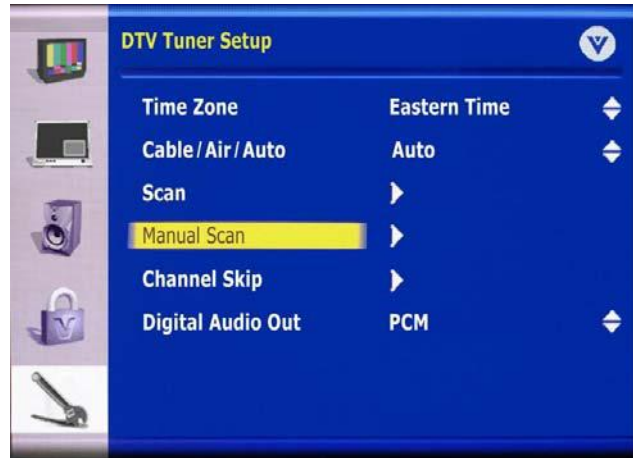 DTV Tuner Setup
V
Time Zone Eastern Time
Cable/Air/Auto Auto
Scan
Manual Scan
Channel Skip
Digital Audio Out PCM
V